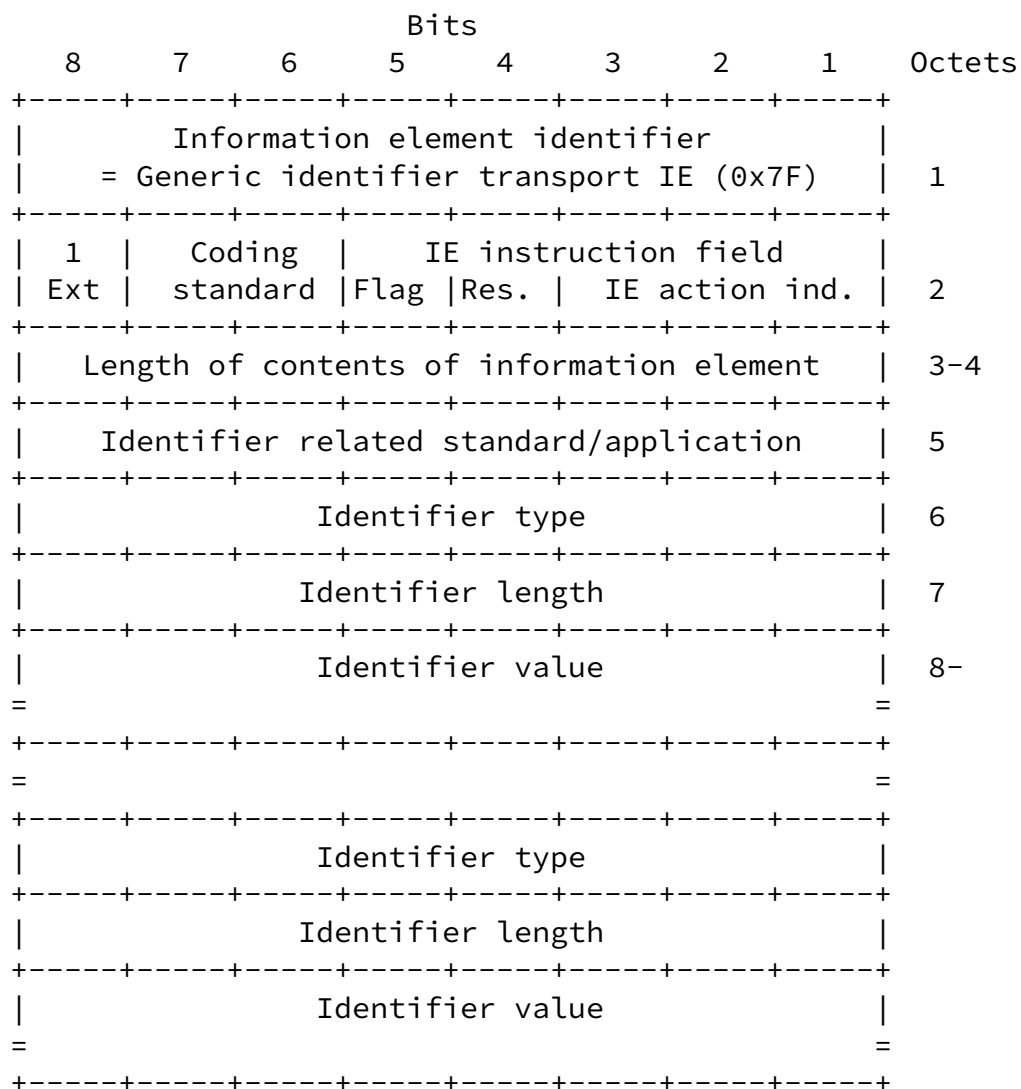 Bits
8 7 6 5 4 3 2 1 Octets
+-----+-----+-----+-----+-----+-----+-----+-----+
| Information element identifier |
| = Generic identifier transport IE (0x7F) | 1
+-----+-----+-----+-----+-----+-----+-----+-----+
| 1 | Coding | IE instruction field |
| Ext | standard |Flag |Res. | IE action ind. | 2
+-----+-----+-----+-----+-----+-----+-----+-----+
| Length of contents of information element | 3-4
+-----+-----+-----+-----+-----+-----+-----+-----+
| Identifier related standard/application | 5
+-----+-----+-----+-----+-----+-----+-----+-----+
| Identifier type | 6
+-----+-----+-----+-----+-----+-----+-----+-----+
| Identifier length | 7
+-----+-----+-----+-----+-----+-----+-----+-----+
| Identifier value | 8-
= =
+-----+-----+-----+-----+-----+-----+-----+-----+
= =
+-----+-----+-----+-----+-----+-----+-----+-----+
| Identifier type |
+-----+-----+-----+-----+-----+-----+-----+-----+
| Identifier length |
+-----+-----+-----+-----+-----+-----+-----+-----+
| Identifier value |
= =
+-----+-----+-----+-----+-----+-----+-----+-----+